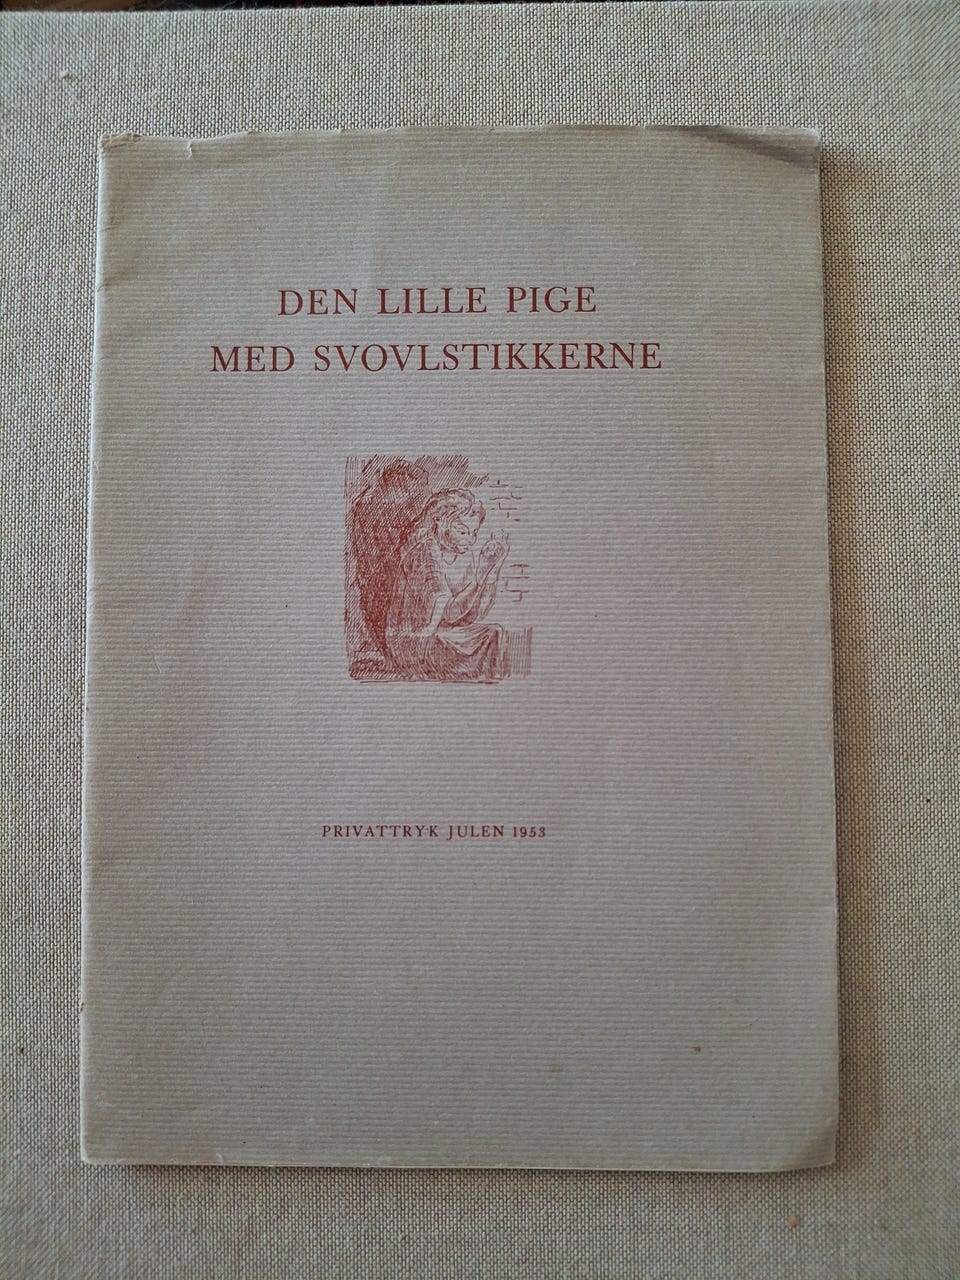 DEN LILLE PIGE
MED SVOVLSTIKKERNE
PRIVATTRYK JULEN 1953